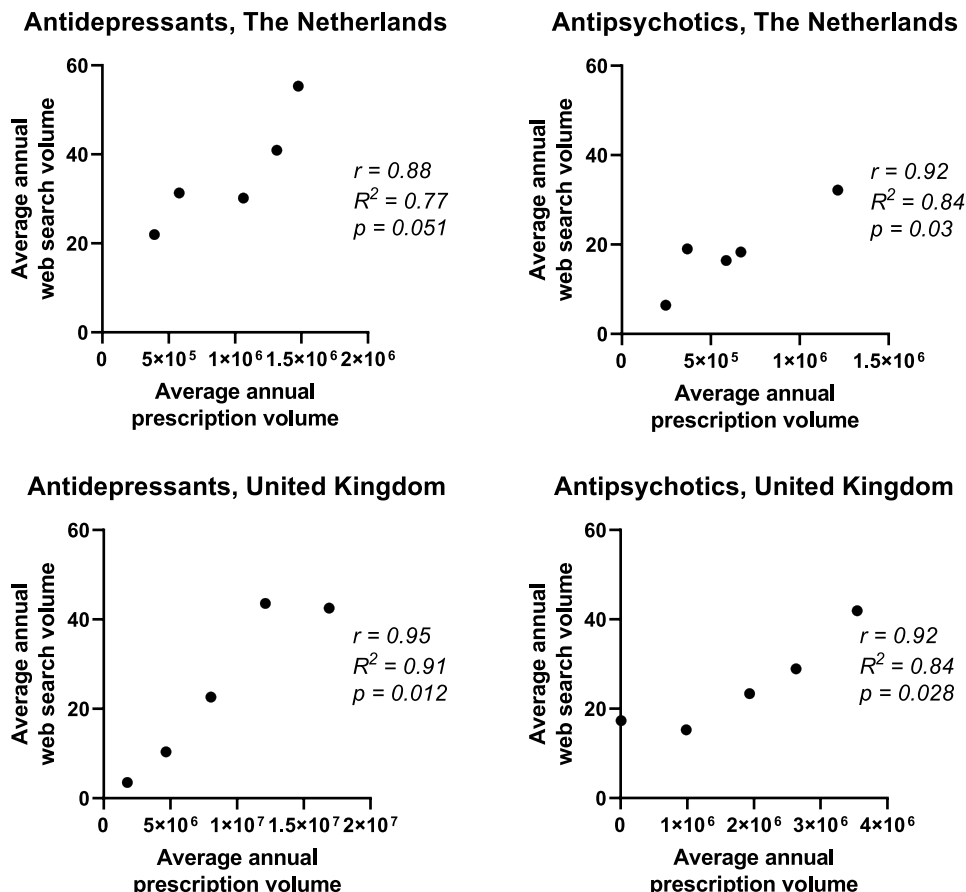 Antidepressants, The Netherlands
Average annual
web search volume
60
40
20
0
r = 0.88
R² = 0.77
p = 0.051
0
5×10⁵
1×10⁶
1.5×10⁶
2×10⁶
Average annual
prescription volume
Antipsychotics, The Netherlands
Average annual
web search volume
60
40
20
0
r = 0.92
R² = 0.84
p = 0.03
0
5×10⁵
1×10⁶
1.5×10⁶
Average annual
prescription volume
Antidepressants, United Kingdom
Average annual
web search volume
60
40
20
0
r = 0.95
R² = 0.91
p = 0.012
0
5×10⁶
1×10⁷
1.5×10⁷
2×10⁷
Average annual
prescription volume
Antipsychotics, United Kingdom
Average annual
web search volume
60
40
20
0
r = 0.92
R² = 0.84
p = 0.028
0
1×10⁶
2×10⁶
3×10⁶
4×10⁶
Average annual
prescription volume